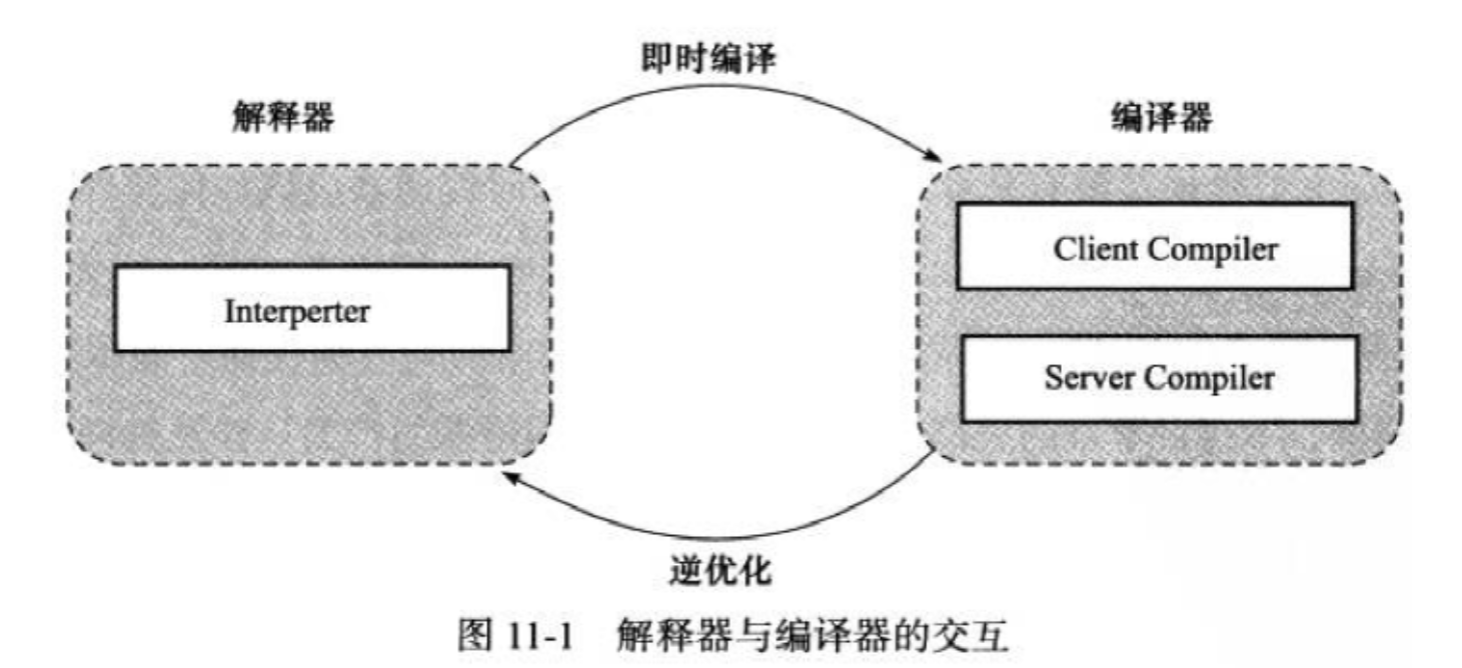 即时编译
解释器
编译器
Interperter
Client Compiler
Server Compiler
逆优化
图 11-1 解释器与编译器的交互